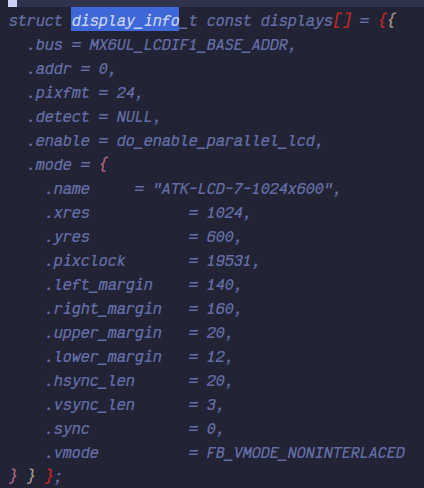 struct display_info_t const displays[] = {{
.bus = MX6UL_LCDIF1_BASE_ADDR,
.addr = 0,
.pixfmt = 24,
.detect = NULL,
.enable = do_enable_parallel_lcd,
.mode = {
.name = "ATK-LCD-7-1024x600",
.xres = 1024,
.yres = 600,
.pixclock = 19531,
.left_margin = 140,
.right_margin = 160,
.upper_margin = 20,
.lower_margin = 12,
.hsync_len = 20,
.vsync_len = 3,
.sync = 0,
.vmode = FB_VMODE_NONINTERLACED
} } };